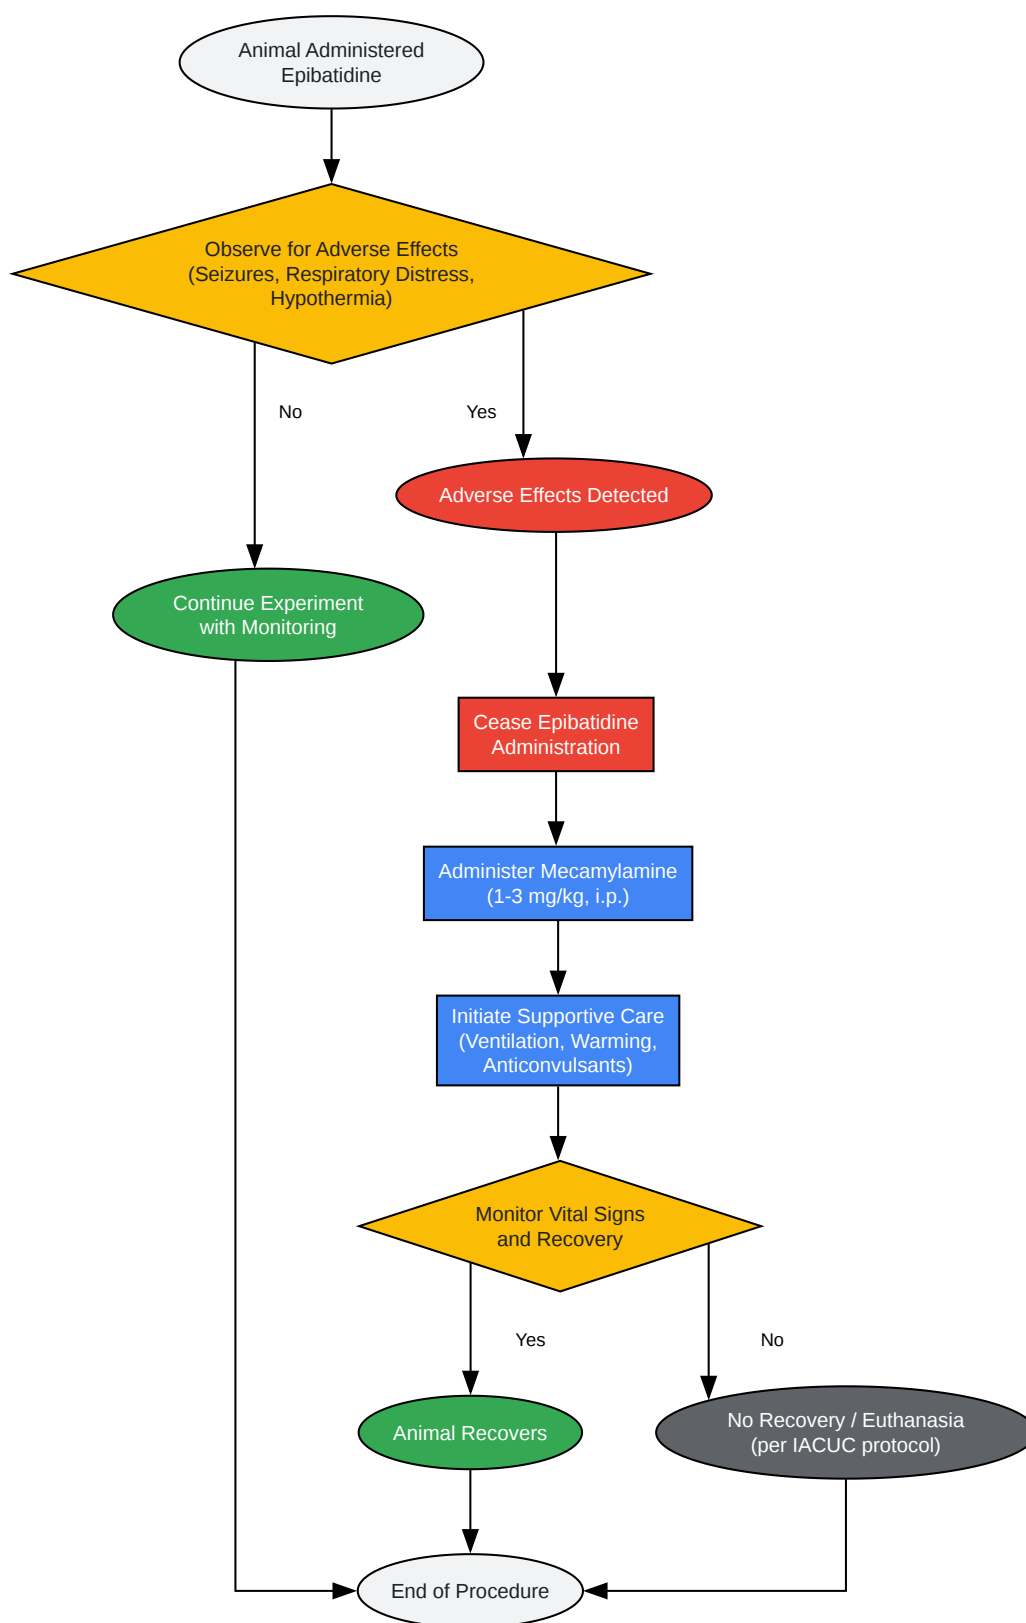 Animal Administered
Epibatidine
Observe for Adverse Effects
(Seizures, Respiratory Distress,
Hypothermia)
No
Yes
Adverse Effects Detected
Continue Experiment
with Monitoring
Cease Epibatidine
Administration
Administer Mecamylamine
(1-3 mg/kg, i.p.)
Initiate Supportive Care
(Ventilation, Warming,
Anticonvulsants)
Monitor Vital Signs
and Recovery
Yes
No
Animal Recovers
No Recovery / Euthanasia
(per IACUC protocol)
End of Procedure